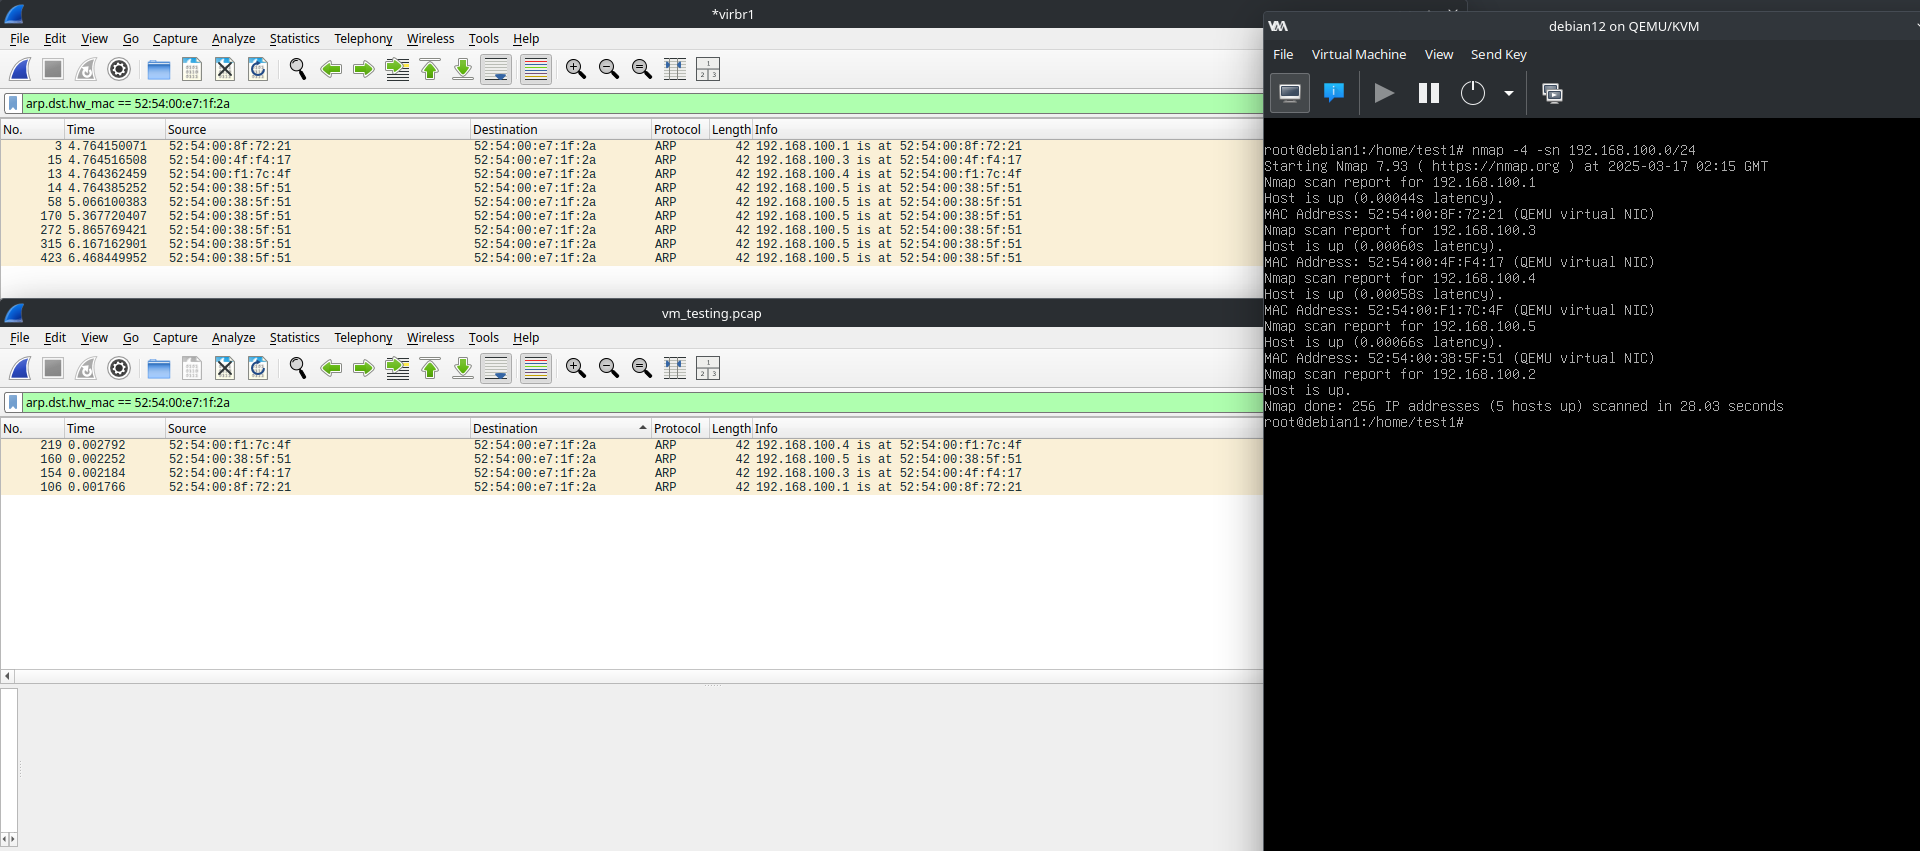 *virbr1
File Edit View Go Capture Analyze Statistics Telephony Wireless Tools Help
arp.dst.hw_mac == 52:54:00:e7:1f:2a
No. Time Source Destination Protocol Length Info
3 4.764150071 52:54:00:8f:72:21 52:54:00:e7:1f:2a ARP 42 192.168.100.1 is at 52:54:00:8f:72:21
15 4.764516508 52:54:00:4f:f4:17 52:54:00:e7:1f:2a ARP 42 192.168.100.3 is at 52:54:00:4f:f4:17
13 4.764362459 52:54:00:f1:7c:4f 52:54:00:e7:1f:2a ARP 42 192.168.100.4 is at 52:54:00:f1:7c:4f
14 4.764385252 52:54:00:38:5f:51 52:54:00:e7:1f:2a ARP 42 192.168.100.5 is at 52:54:00:38:5f:51
58 5.066100383 52:54:00:38:5f:51 52:54:00:e7:1f:2a ARP 42 192.168.100.5 is at 52:54:00:38:5f:51
170 5.367720407 52:54:00:38:5f:51 52:54:00:e7:1f:2a ARP 42 192.168.100.5 is at 52:54:00:38:5f:51
272 5.865769421 52:54:00:38:5f:51 52:54:00:e7:1f:2a ARP 42 192.168.100.5 is at 52:54:00:38:5f:51
315 6.167162901 52:54:00:38:5f:51 52:54:00:e7:1f:2a ARP 42 192.168.100.5 is at 52:54:00:38:5f:51
423 6.468449952 52:54:00:38:5f:51 52:54:00:e7:1f:2a ARP 42 192.168.100.5 is at 52:54:00:38:5f:51
vm_testing.pcap
File Edit View Go Capture Analyze Statistics Telephony Wireless Tools Help
arp.dst.hw_mac == 52:54:00:e7:1f:2a
No. Time Source Destination Protocol Length Info
219 0.002792 52:54:00:f1:7c:4f 52:54:00:e7:1f:2a ARP 42 192.168.100.4 is at 52:54:00:f1:7c:4f
160 0.002252 52:54:00:38:5f:51 52:54:00:e7:1f:2a ARP 42 192.168.100.5 is at 52:54:00:38:5f:51
154 0.002184 52:54:00:4f:f4:17 52:54:00:e7:1f:2a ARP 42 192.168.100.3 is at 52:54:00:4f:f4:17
106 0.001766 52:54:00:8f:72:21 52:54:00:e7:1f:2a ARP 42 192.168.100.1 is at 52:54:00:8f:72:21
debian12 on QEMU/KVM
File Virtual Machine View Send Key
root@debian1:/home/test1# nmap -4 -sn 192.168.100.0/24
Starting Nmap 7.93 ( https://nmap.org ) at 2025-03-17 02:15 GMT
Nmap scan report for 192.168.100.1
Host is up (0.00044s latency).
MAC Address: 52:54:00:8F:72:21 (QEMU virtual NIC)
Nmap scan report for 192.168.100.3
Host is up (0.00060s latency).
MAC Address: 52:54:00:4F:F4:17 (QEMU virtual NIC)
Nmap scan report for 192.168.100.4
Host is up (0.00058s latency).
MAC Address: 52:54:00:F1:7C:4F (QEMU virtual NIC)
Nmap scan report for 192.168.100.5
Host is up (0.00066s latency).
MAC Address: 52:54:00:38:5F:51 (QEMU virtual NIC)
Nmap scan report for 192.168.100.2
Host is up.
Nmap done: 256 IP addresses (5 hosts up) scanned in 28.03 seconds
root@debian1:/home/test1#